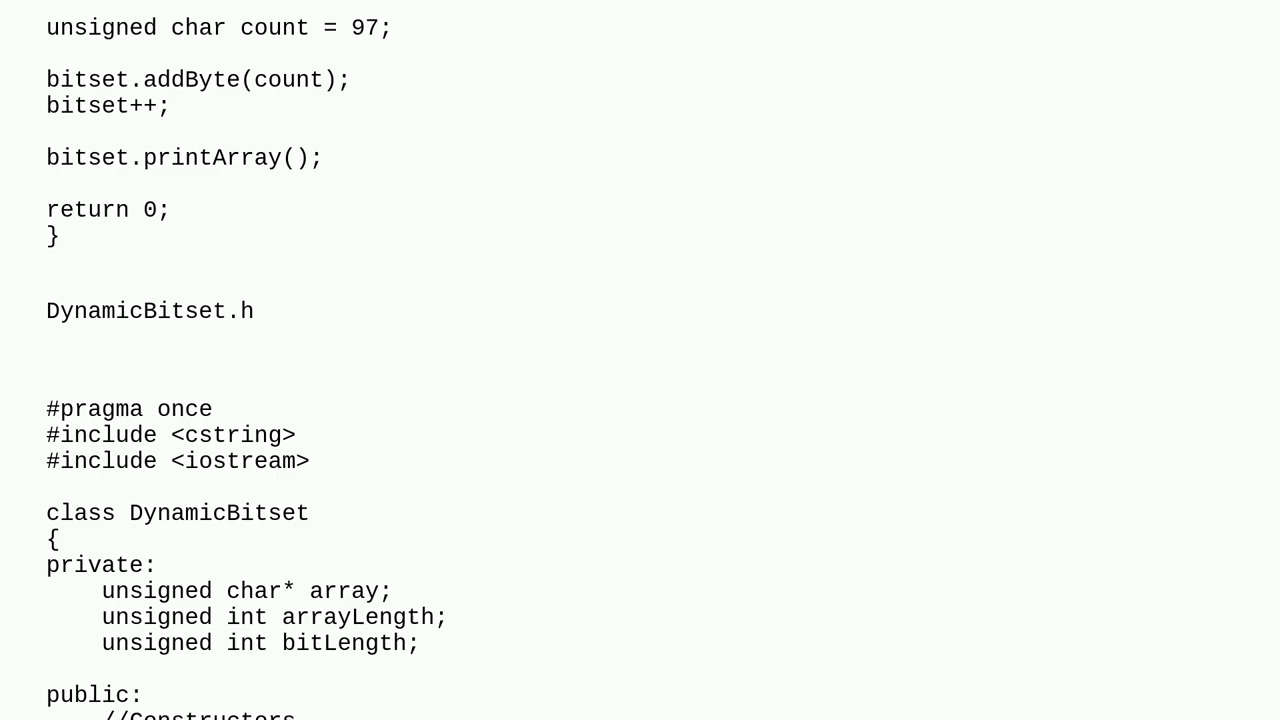 unsigned char count = 97;
bitset.addByte(count);
bitset++;
bitset.printArray();
return 0;
}
DynamicBitset.h
#pragma once
#include <cstring>
#include <iostream>
class DynamicBitset
{
private:
    unsigned char* array;
    unsigned int arrayLength;
    unsigned int bitLength;
public:
    //Constructors